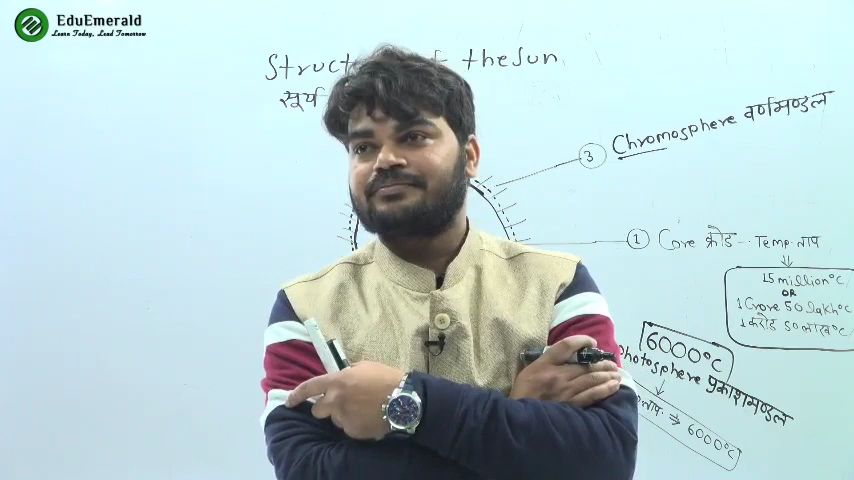 EduEmerald
Learn Today, Lead Tomorrow
Struct f the Sun
सूर्य
3 Chromosphere वर्णमण्डल
1 Core क्रोड Temp. ताप
15 million°C
OR
1 Crore 50 lakh°C
1 करोड़ 50 लाख°C
6000°C
Photosphere प्रकाशमण्डल
ताप → 6000°C